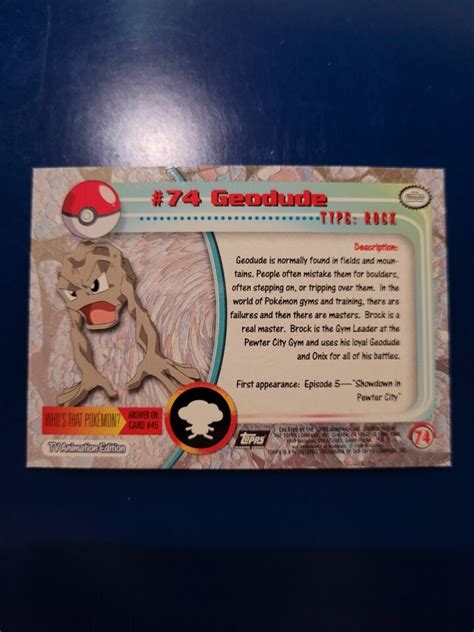 #74 Geodude
TYPE: ROCK
Description:
Geodude is normally found in fields and moun-
tains. People often mistake them for boulders,
often stepping on, or tripping over them. In the
world of Pokémon gyms and training, there are
failures and then there are masters. Brock is a
real master. Brock is the Gym Leader at the
Pewter City Gym and uses his loyal Geodude
and Onix for all of his battles.
First appearance: Episode 5—"Showdown in
Pewter City"
WHO'S THAT POKÉMON?
ANSWER ON:
CARD #45
TV Animation Edition
TOPPS
74